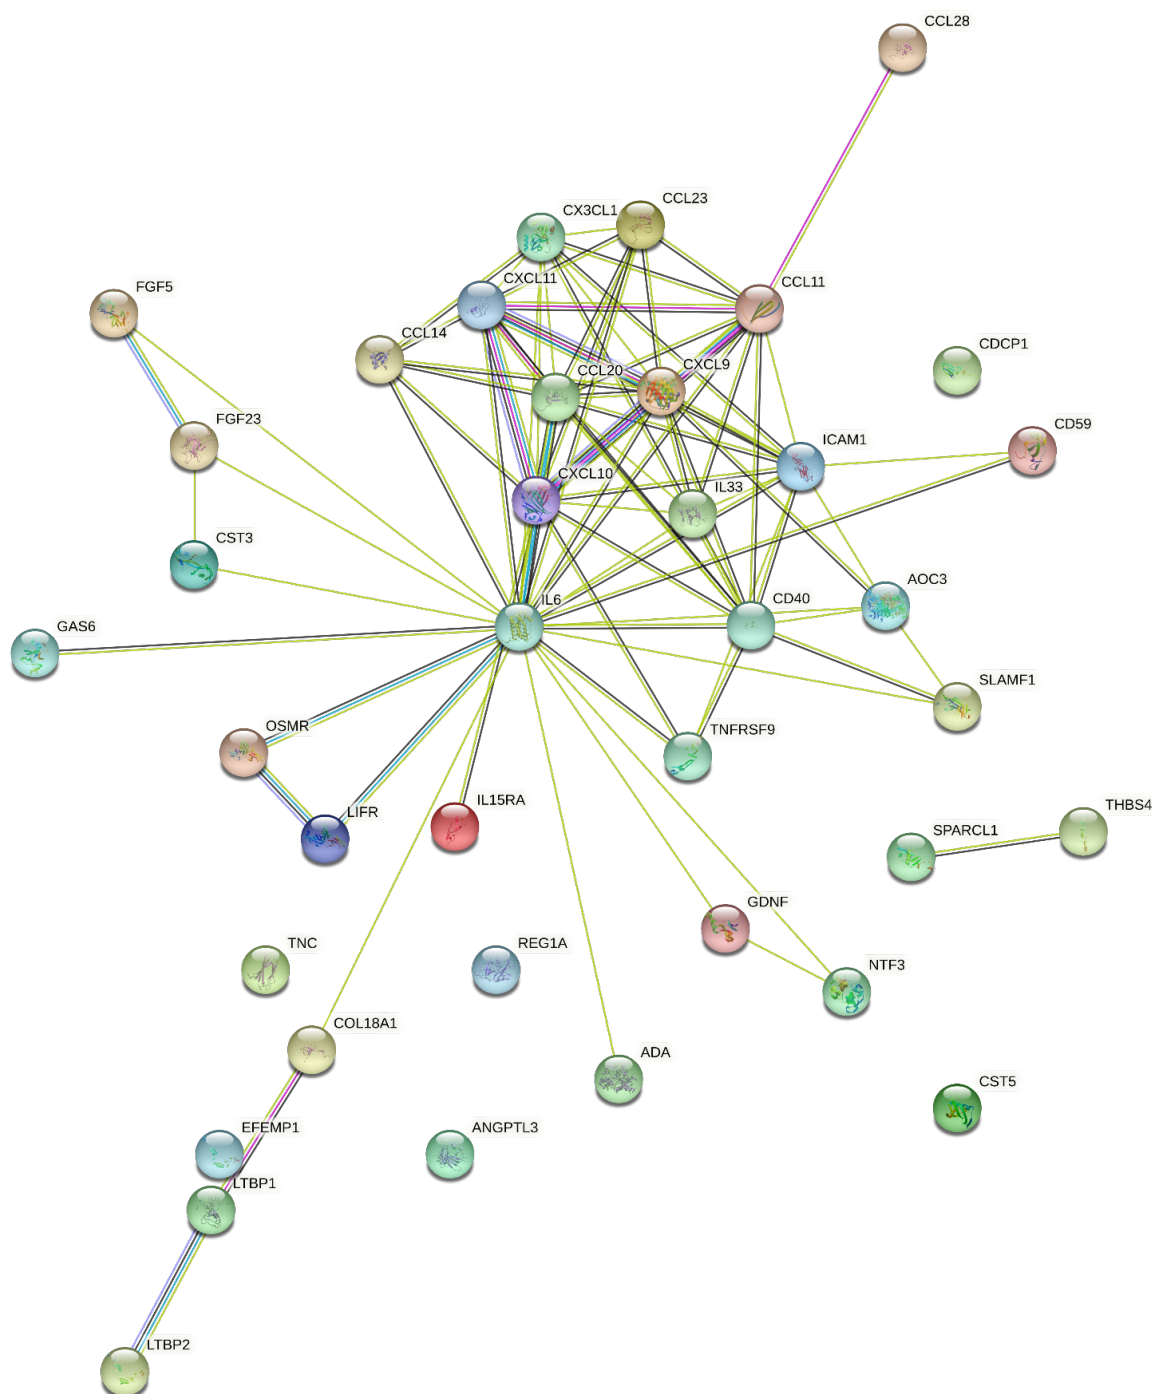 CCL28
CCL23
CX3CL1
CXCL11
CCL11
FGF5
CCL14
CCL20
CXCL9
CDCP1
FGF23
ICAM1
CD59
CXCL10
IL33
CST3
AOC3
IL6
CD40
GAS6
SLAMF1
OSMR
TNFRSF9
LIFR
IL15RA
THBS4
SPARCL1
GDNF
TNC
REG1A
NTF3
COL18A1
ADA
CST5
EFEMP1
ANGPTL3
LTBP1
LTBP2